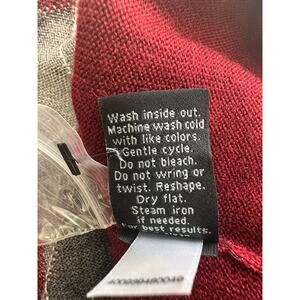 Wash inside out.
Machine wash cold
with like colors.
Gentle cycle.
Do not bleach.
Do not wring or
twist. Reshape.
Dry flat.
Steam iron
if needed.
For best results,